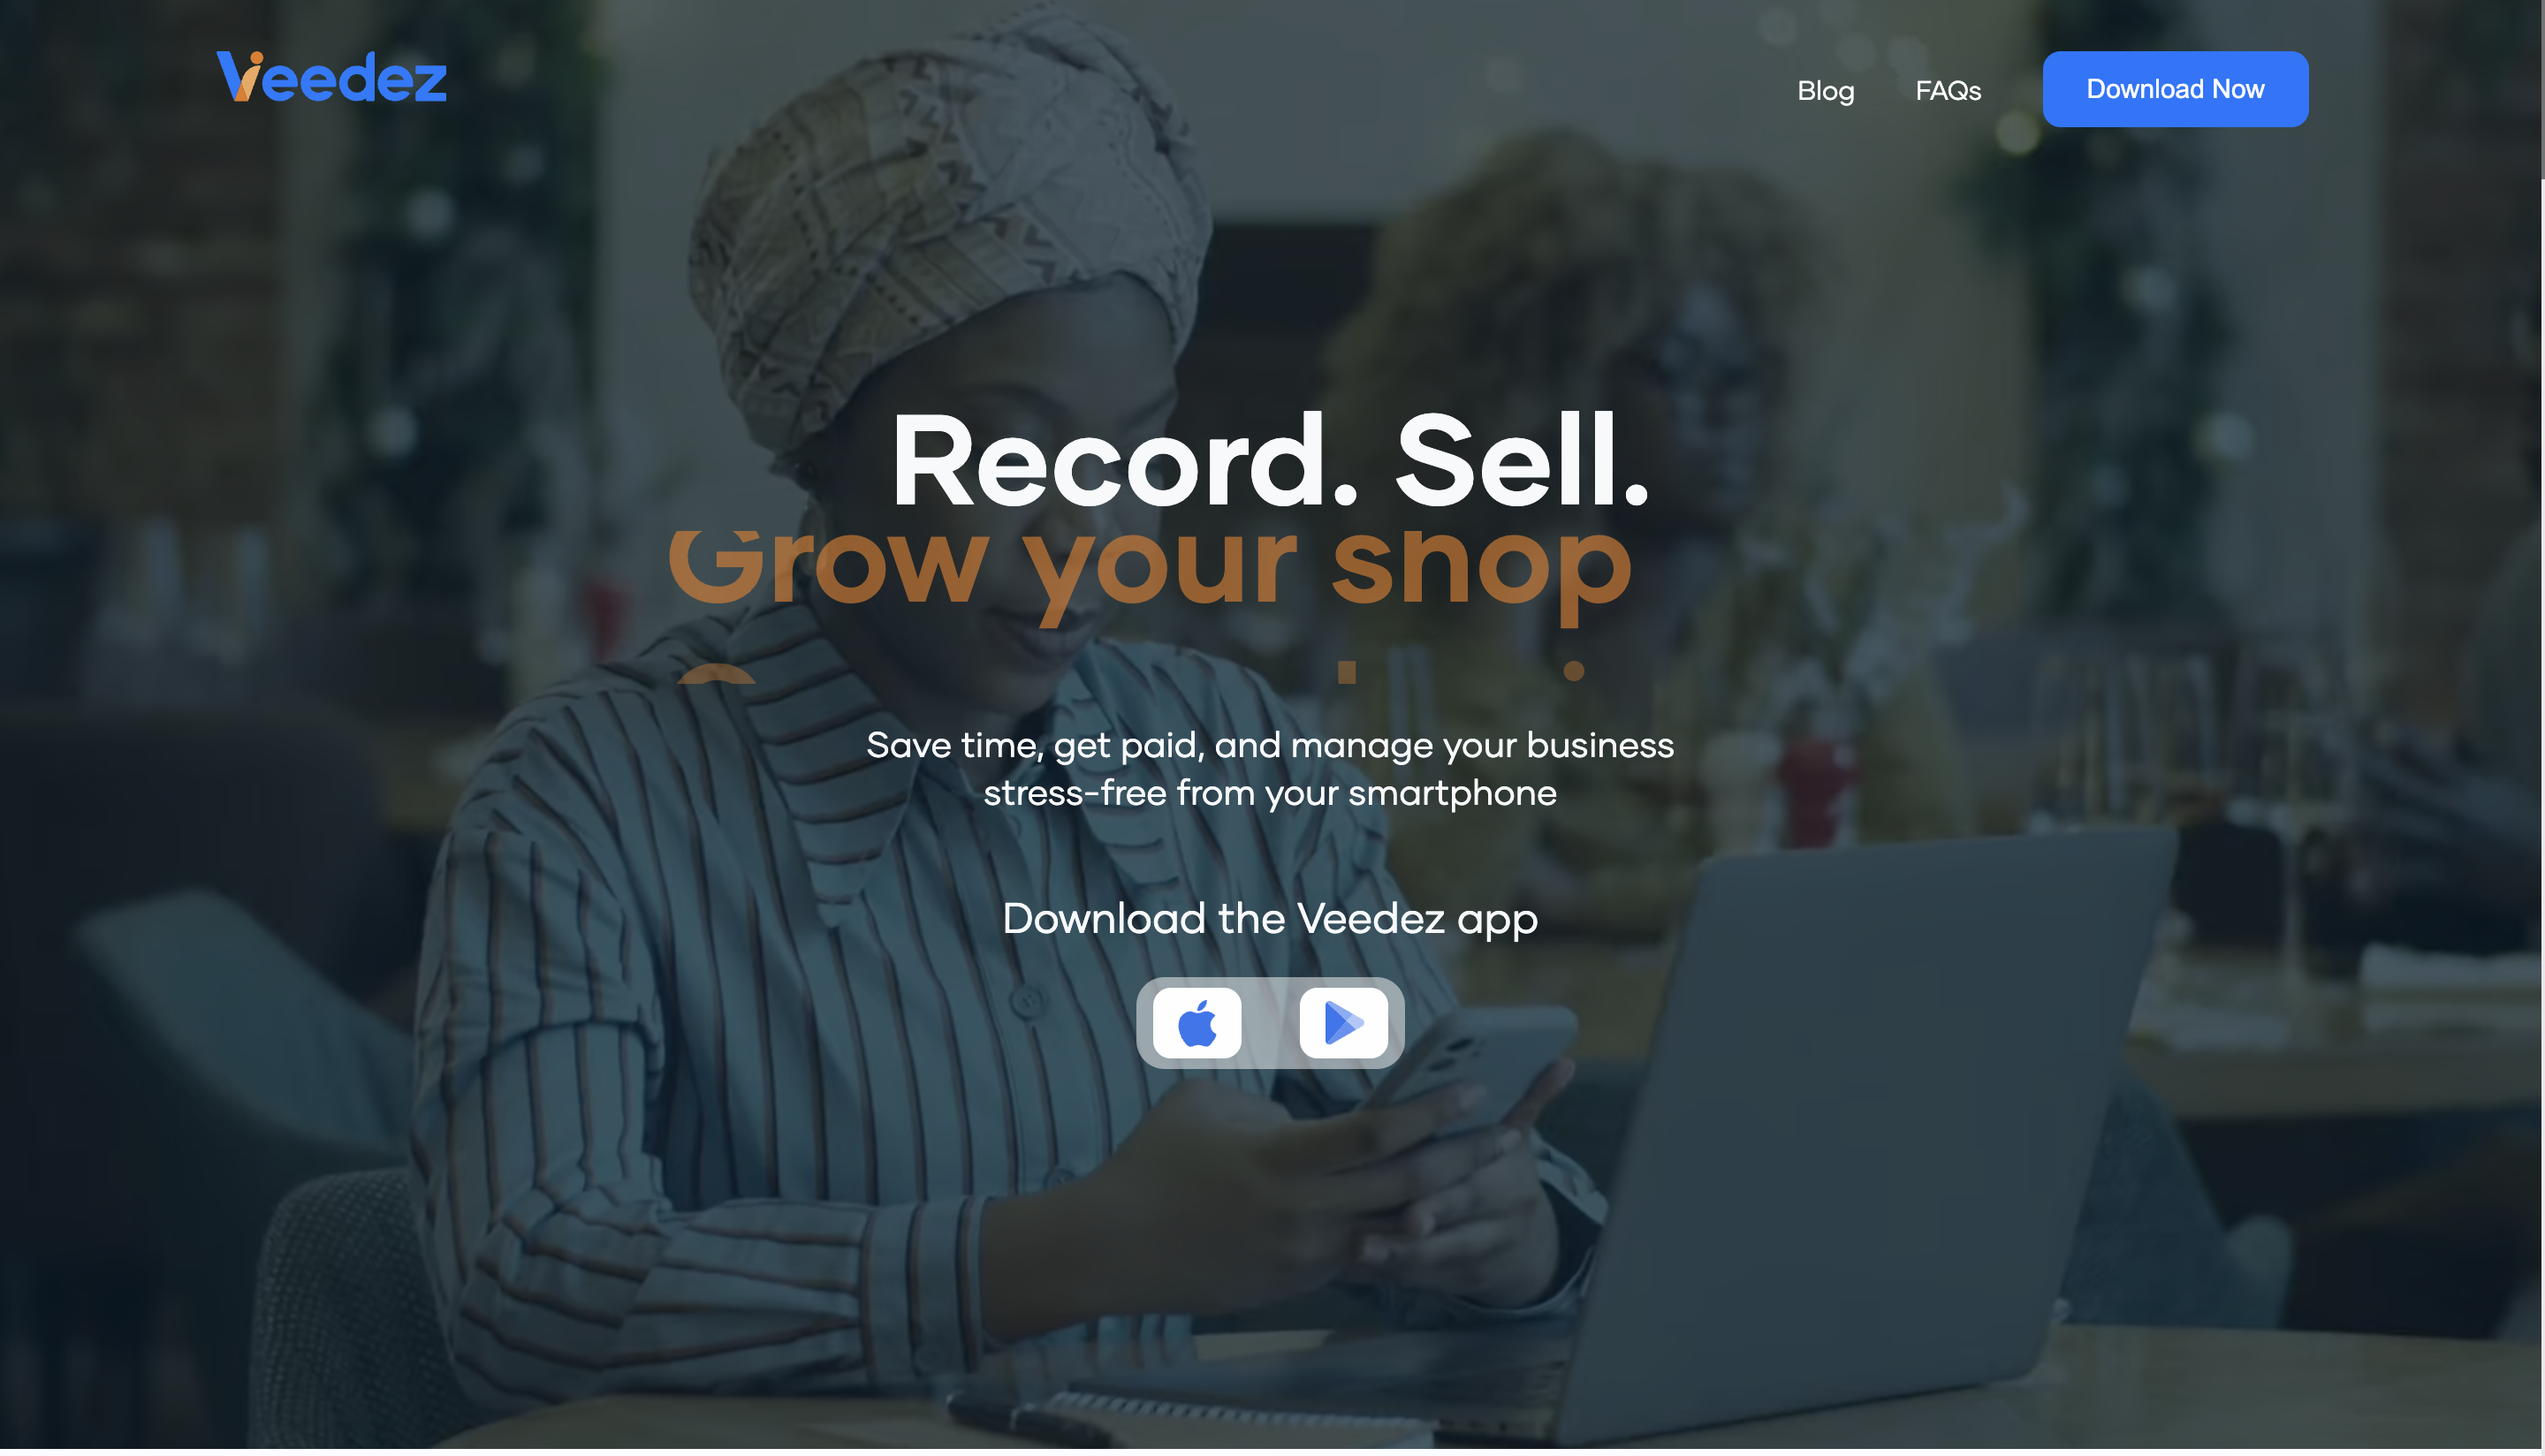 Veedez
Blog
FAQs
Download Now
Record. Sell.
Grow your shop
Save time, get paid, and manage your business
stress-free from your smartphone
Download the Veedez app